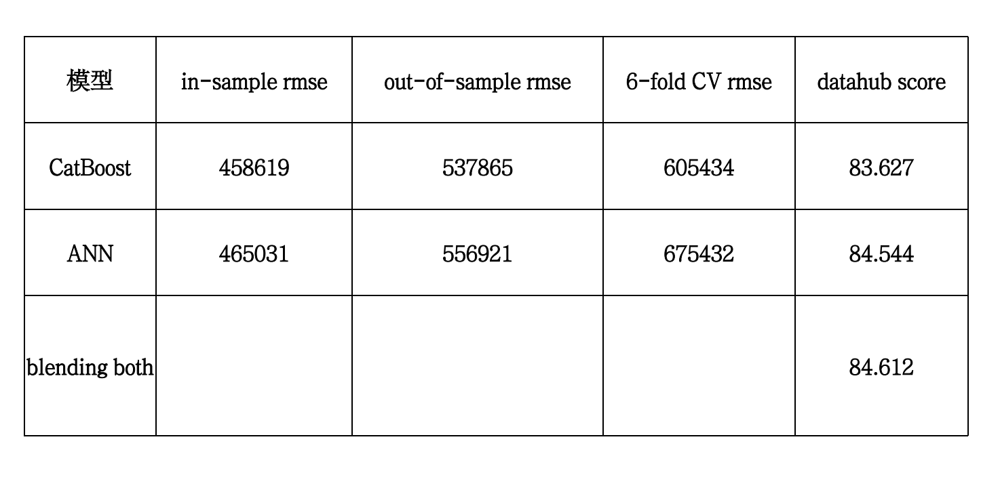 模型 in-sample rmse out-of-sample rmse 6-fold CV rmse datahub score
CatBoost 458619 537865 605434 83.627
ANN 465031 556921 675432 84.544
blending both 84.612